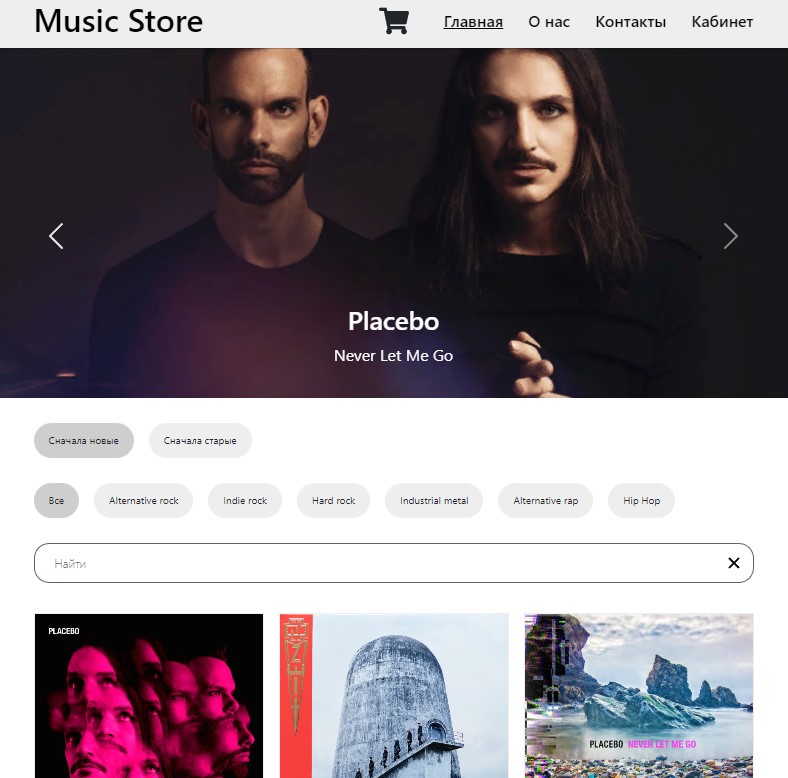 Music Store
Главная О нас Контакты Кабинет
Placebo
Never Let Me Go
Сначала новые Сначала старые
Все Alternative rock Indie rock Hard rock Industrial metal Alternative rap Hip Hop
Найти
PLACEBO
PLACEBO NEVER LET ME GO